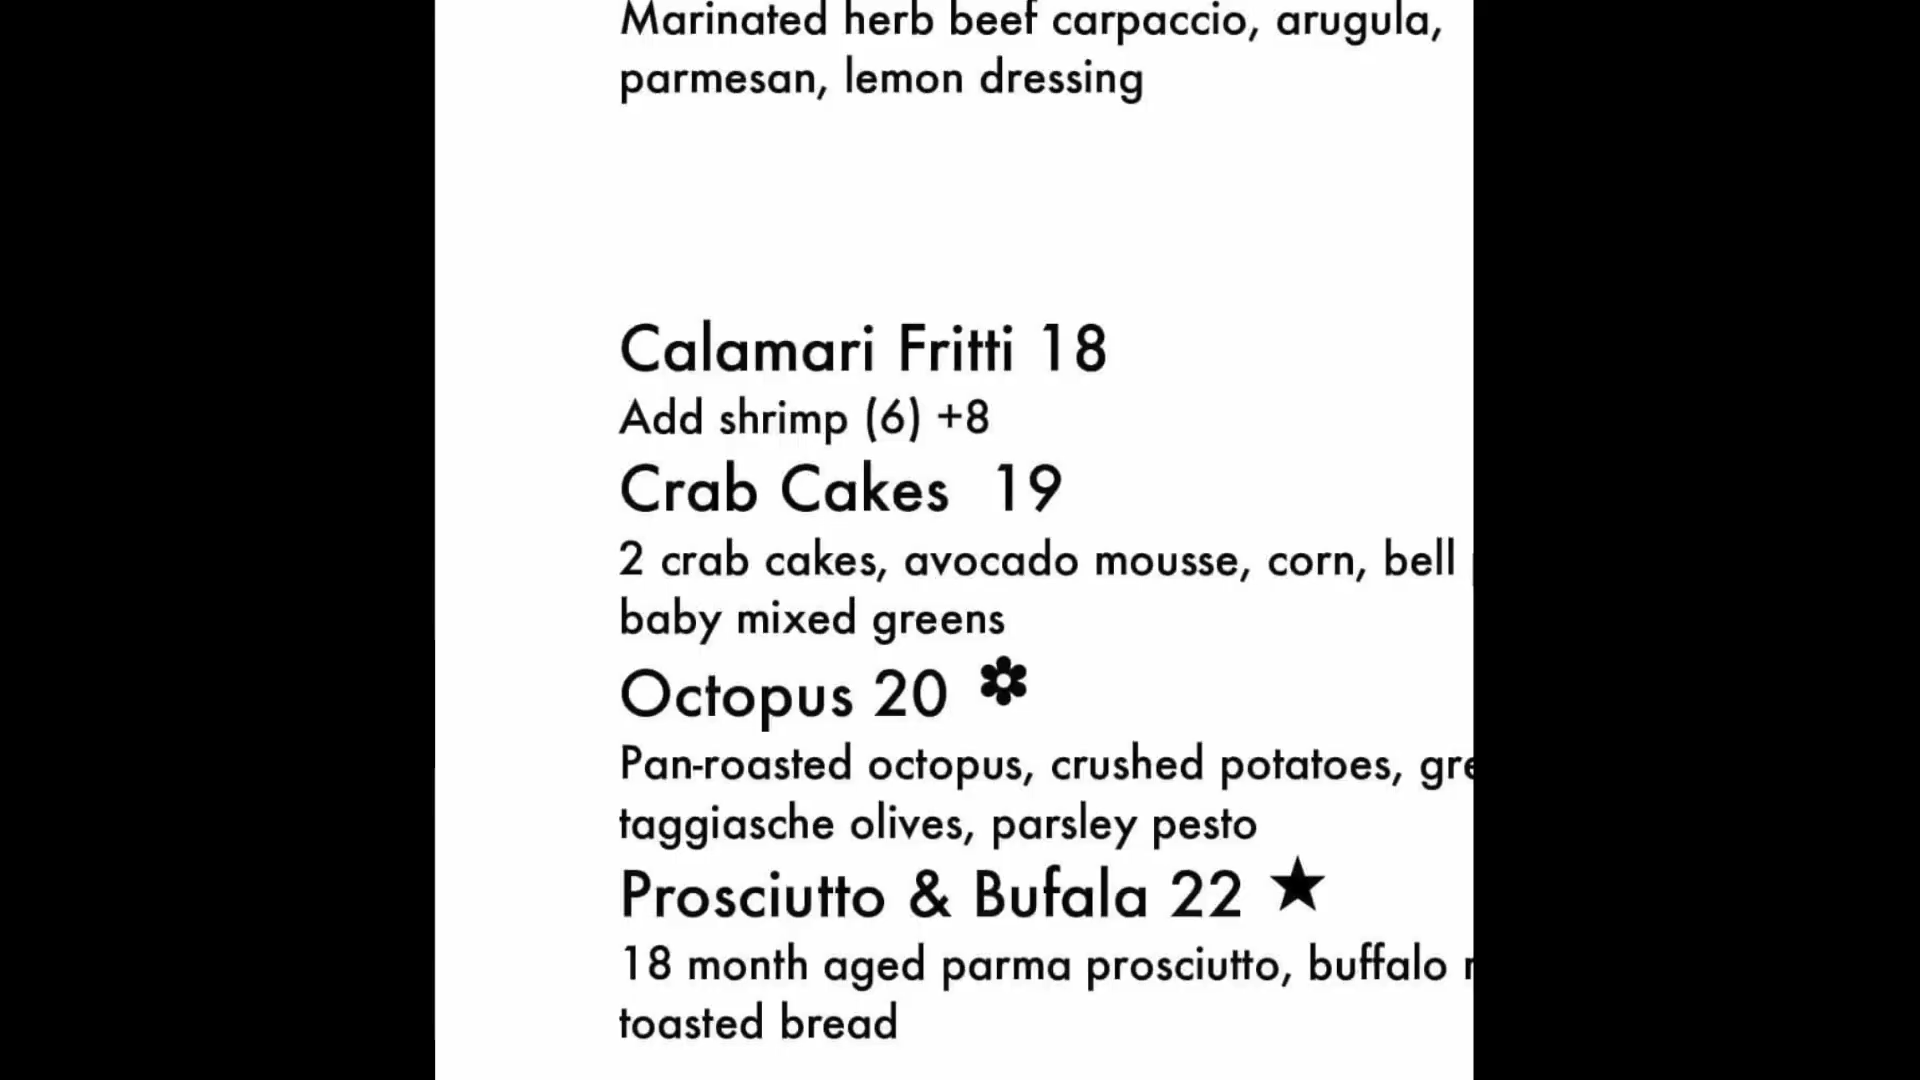 Marinated herb beef carpaccio, arugula,
parmesan, lemon dressing
Calamari Fritti 18
Add shrimp (6) +8
Crab Cakes 19
2 crab cakes, avocado mousse, corn, bell
baby mixed greens
Octopus 20
Pan-roasted octopus, crushed potatoes,
taggiasche olives, parsley pesto
Prosciutto & Bufala 22
18 month aged parma prosciutto, buffalo
toasted bread